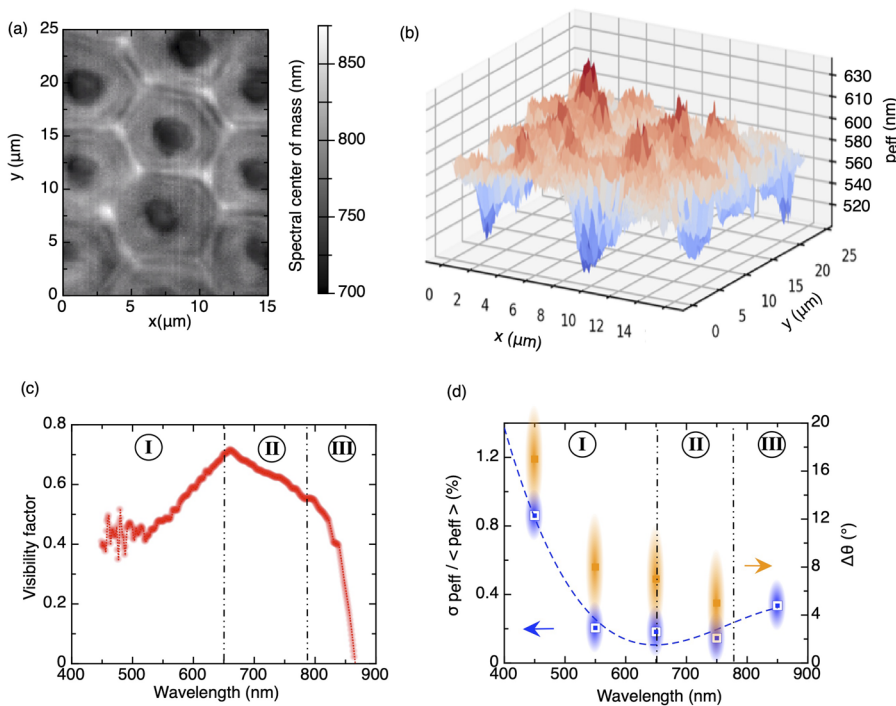 (a)
25
20
15
10
5
0
y (µm)
0 5 10 15
x(µm)
Spectral center of mass (nm)
850
800
750
700
(b)
630
610
600
580
560
540
520
peff (nm)
0 2 4 6 8 10 12 14
x (µm)
0 5 10 15 20 25
y (µm)
(c)
0.8
0.6
0.4
0.2
0
Visibility factor
I II III
400 500 600 700 800 900
Wavelength (nm)
(d)
1.2
0.8
0.4
0
σ peff / < peff > (%)
I II III
20
16
12
8
4
0
Δθ (°)
400 500 600 700 800 900
Wavelength (nm)